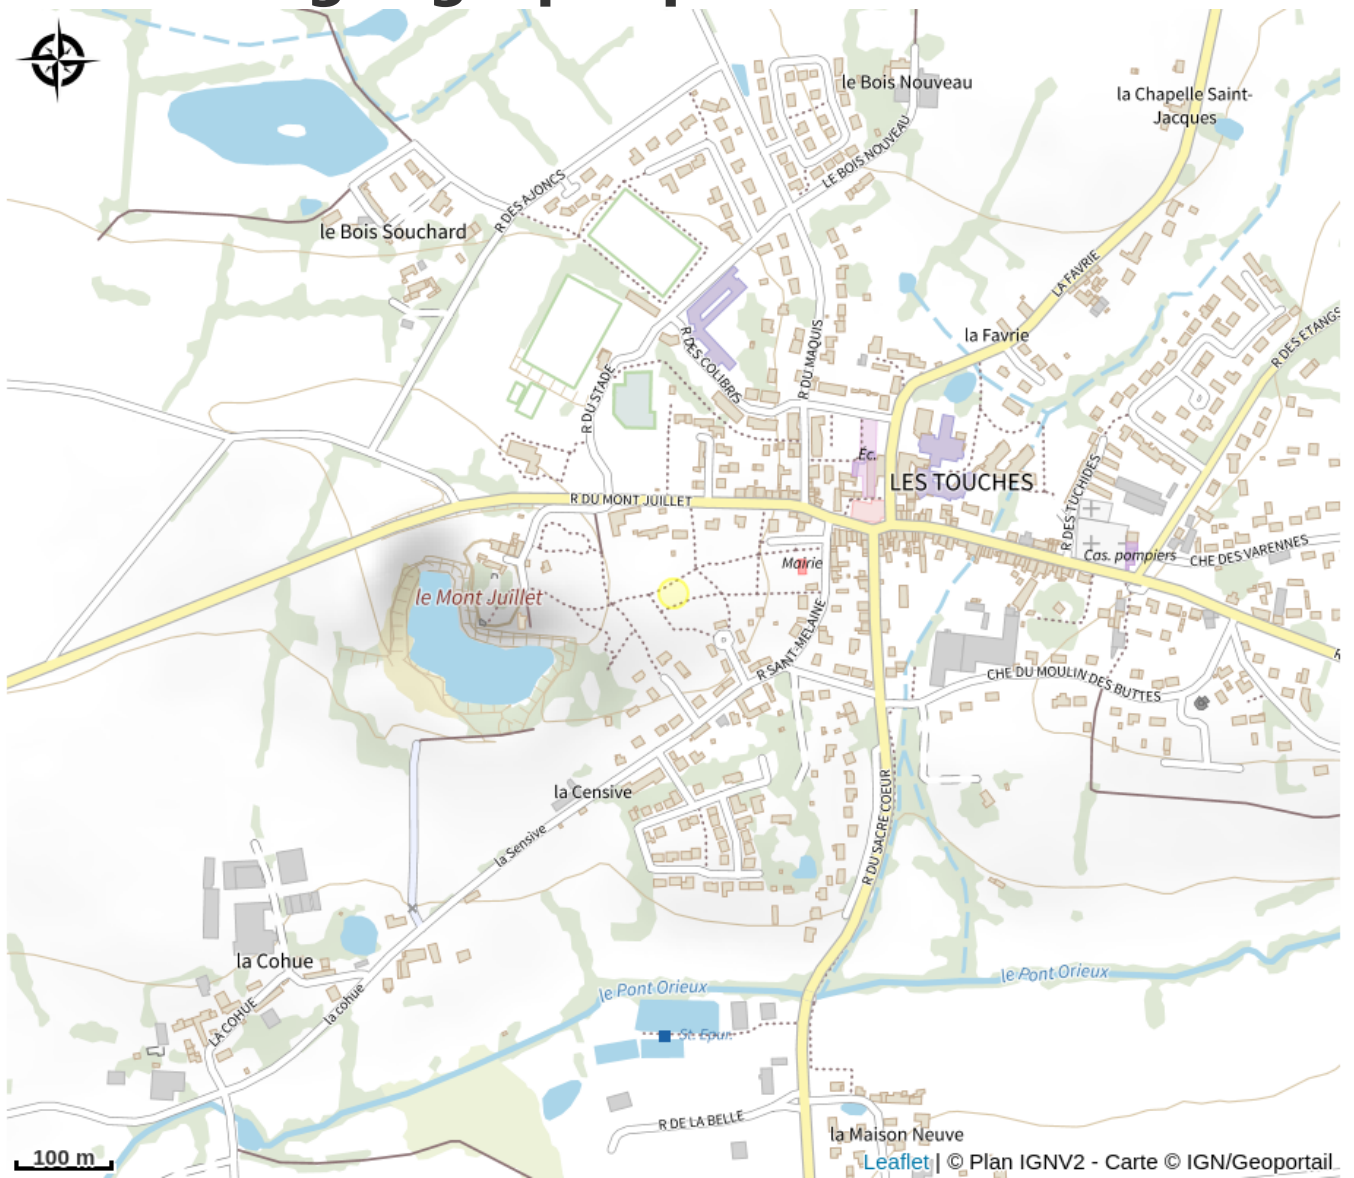 le Bois Nouveau
la Chapelle Saint-
Jacques
LE BOIS NOUVEAU
R DES AJONCS
le Bois Souchard
LA FAVRIE
la Favrie
R DES ETANGS
R DES COLIBRIS
R DU MAQUIS
R DU STADE
Éc.
LES TOUCHES
R DU MONT JUILLET
R DES TUCHIDES
Cas. pompiers
CHE DES VARENNES
Mairie
le Mont Juillet
R SAINT-MELAINE
CHE DU MOULIN DES BUTTES
la Censive
la Sensive
R DU SACRE COEUR
la Cohue
le Pont Orieux
le Pont Orieux
LA COHUE
la cohue
St. Epur.
R DE LA BELLE
la Maison Neuve
100 m
Leaflet | © Plan IGNV2 - Carte © IGN/Geoportail